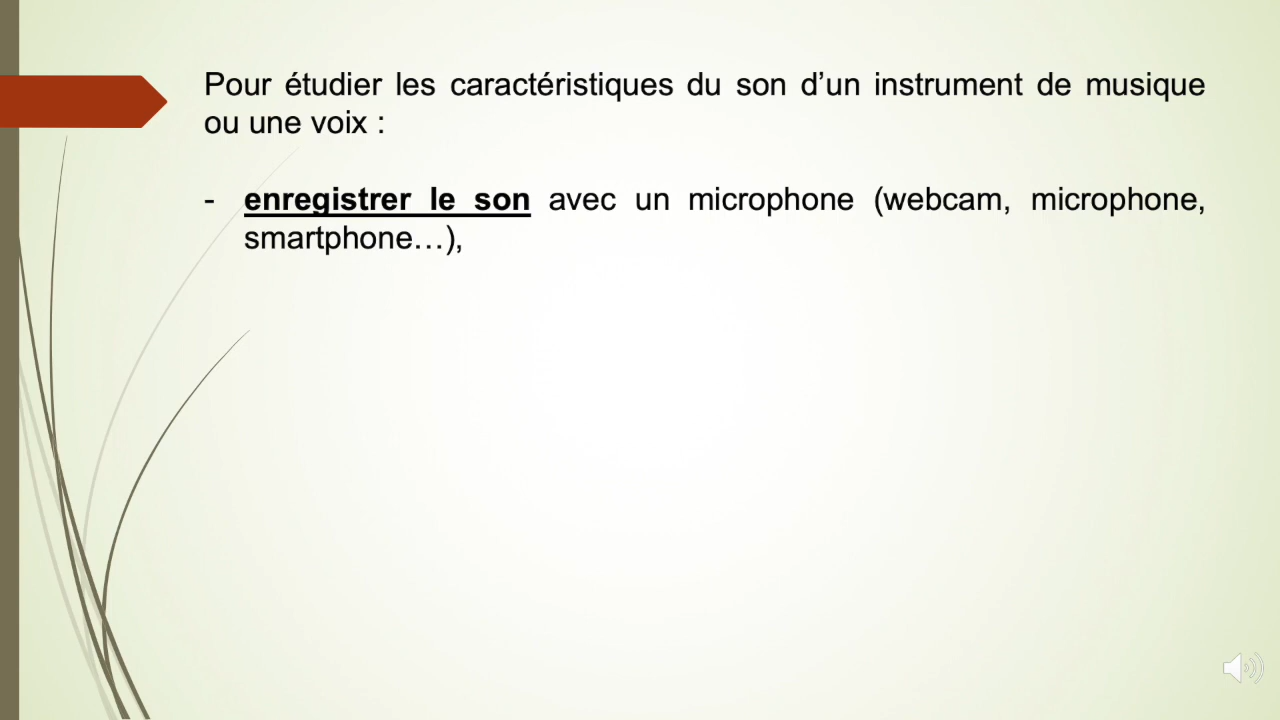 Pour étudier les caractéristiques du son d’un instrument de musique
ou une voix :
- enregistrer le son avec un microphone (webcam, microphone,
smartphone…),